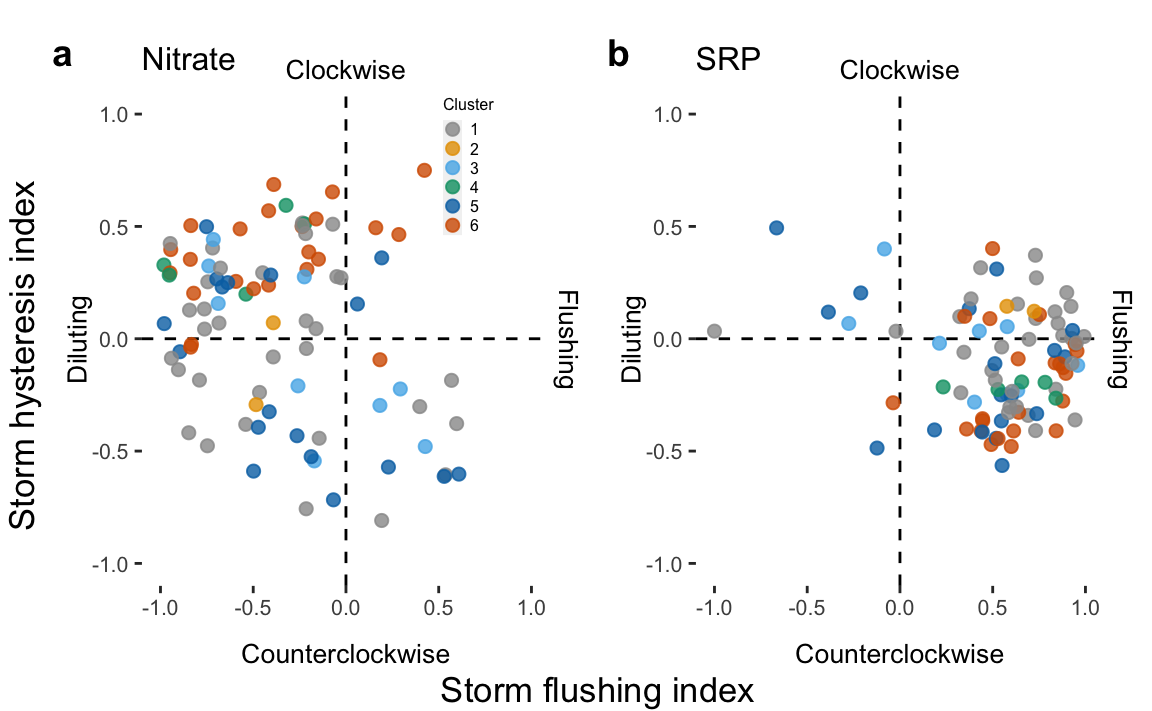 a Nitrate
Clockwise
Cluster
1
2
3
4
5
6
1.0
0.5
0.0
-0.5
-1.0
Storm hysteresis index
Diluting
Flushing
-1.0 -0.5 0.0 0.5 1.0
Counterclockwise
b SRP
Clockwise
1.0
0.5
0.0
-0.5
-1.0
Diluting
Flushing
-1.0 -0.5 0.0 0.5 1.0
Counterclockwise
Storm flushing index